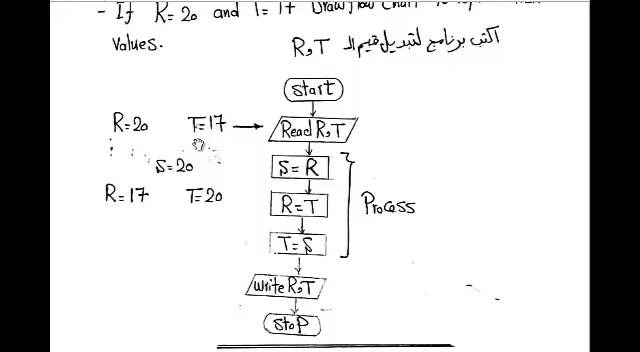 - If R=20 and T=17 Draw flow chart
values.
اكتب برنامج لتبديل قيم الـ R,T
Start
R=20 T=17
Read R,T
S=20
S=R
R=17 T=20
R=T
Process
T=S
Write R,T
Stop